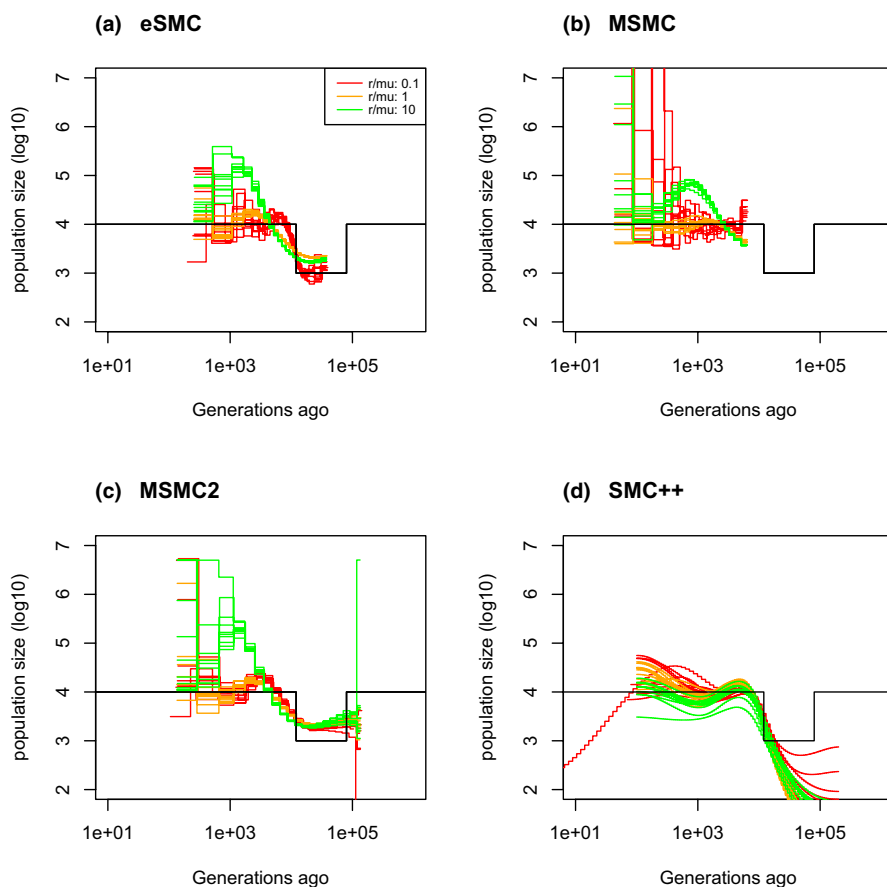 (a) eSMC
population size (log10)
7
6
5
4
3
2
r/mu: 0.1
r/mu: 1
r/mu: 10
1e+01 1e+03 1e+05
Generations ago
(b) MSMC
population size (log10)
7
6
5
4
3
2
1e+01 1e+03 1e+05
Generations ago
(c) MSMC2
population size (log10)
7
6
5
4
3
2
1e+01 1e+03 1e+05
Generations ago
(d) SMC++
population size (log10)
7
6
5
4
3
2
1e+01 1e+03 1e+05
Generations ago